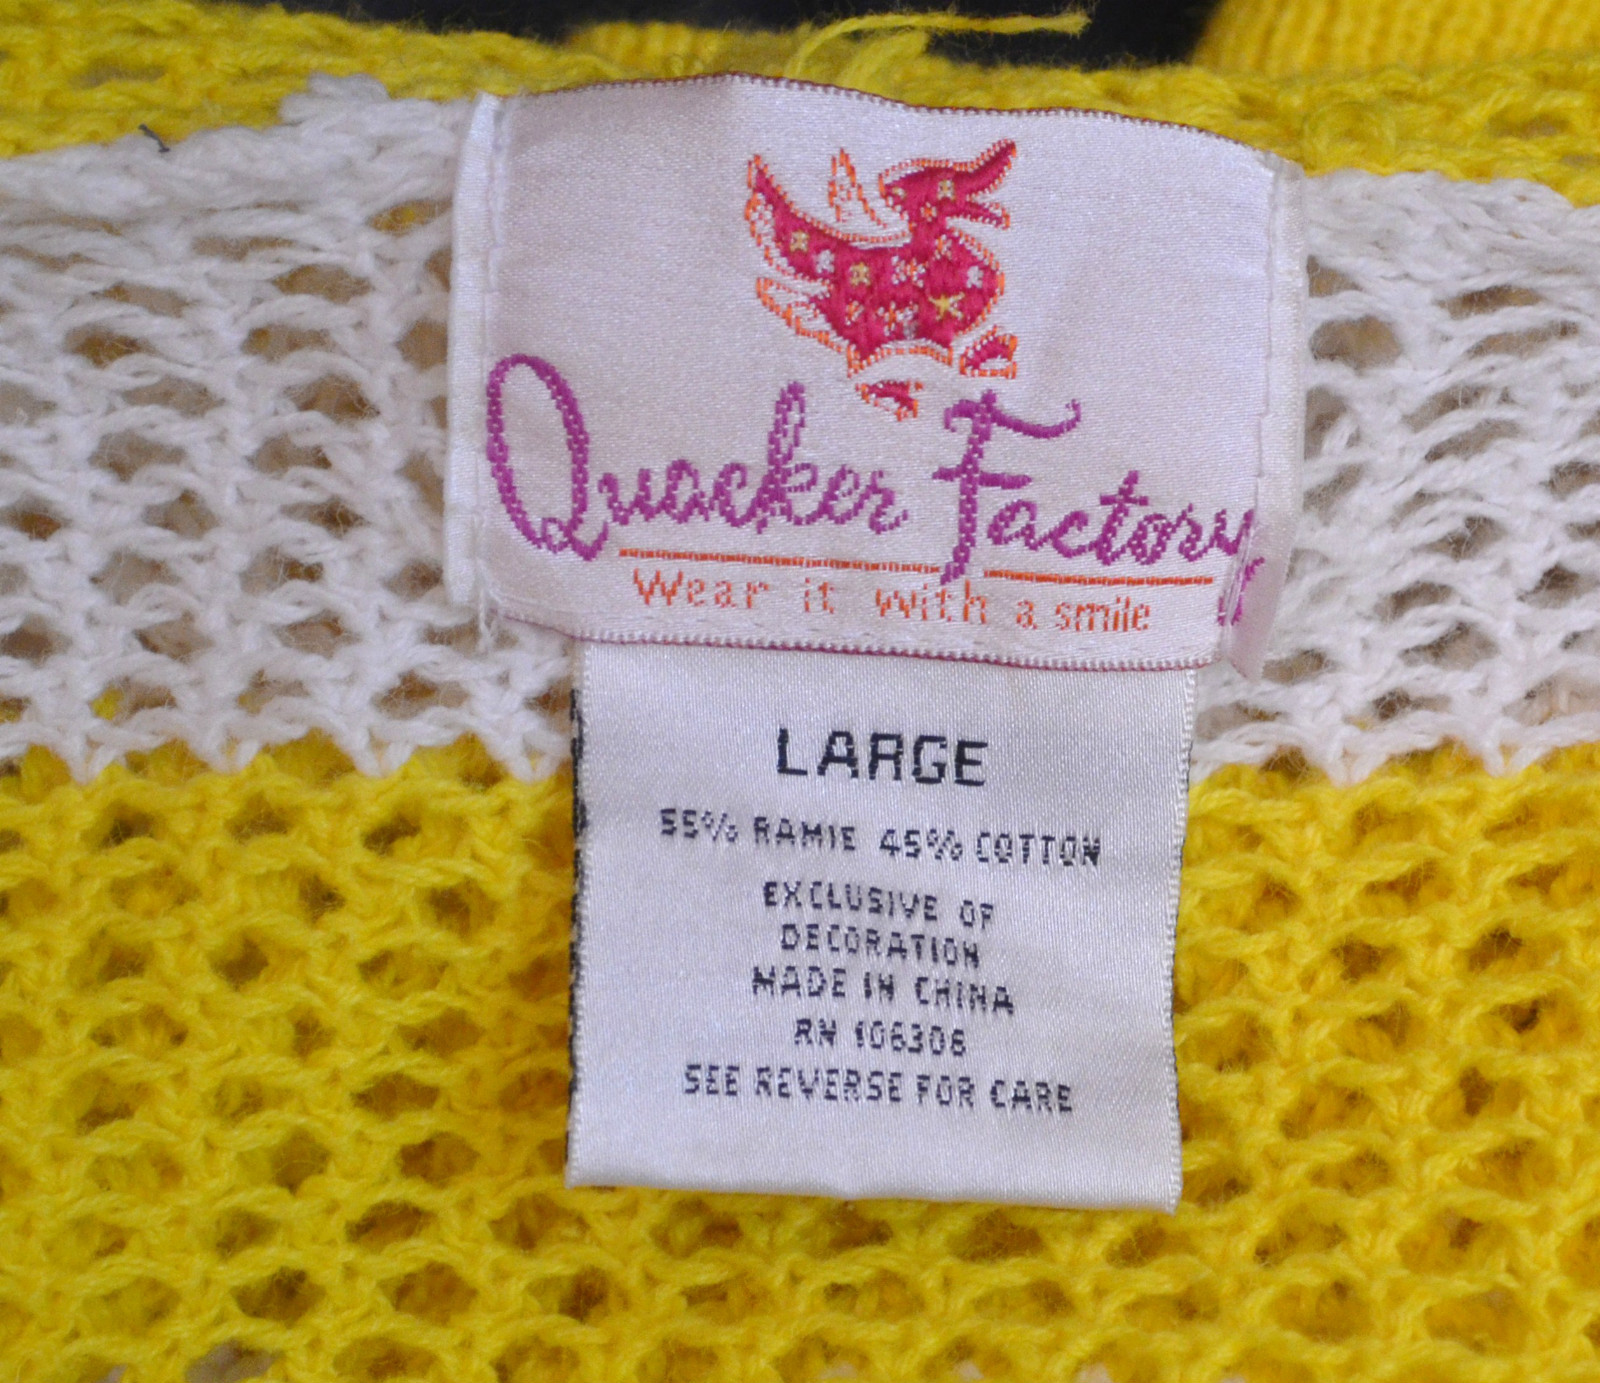 Quacker Factory
Wear it with a smile
LARGE
55% RAMIE 45% COTTON
EXCLUSIVE OF
DECORATION
MADE IN CHINA
RN 106306
SEE REVERSE FOR CARE